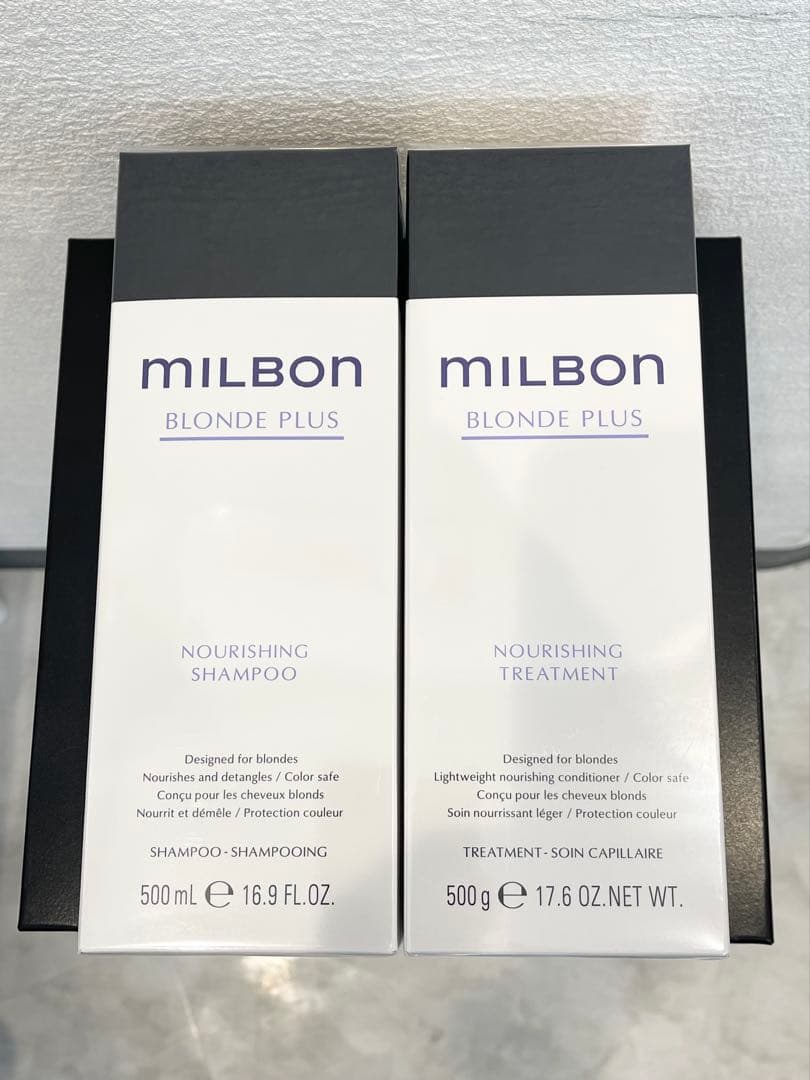 MILBON
BLONDE PLUS
NOURISHING
SHAMPOO
Designed for blondes
Nourishes and detangles / Color safe
Conçu pour les cheveux blonds
Nourrit et démêle / Protection couleur
SHAMPOO - SHAMPOOING
500 mL ℮ 16.9 FL.OZ.
MILBON
BLONDE PLUS
NOURISHING
TREATMENT
Designed for blondes
Lightweight nourishing conditioner / Color safe
Conçu pour les cheveux blonds
Soin nourrissant léger / Protection couleur
TREATMENT - SOIN CAPILLAIRE
500 g ℮ 17.6 OZ.NET WT.